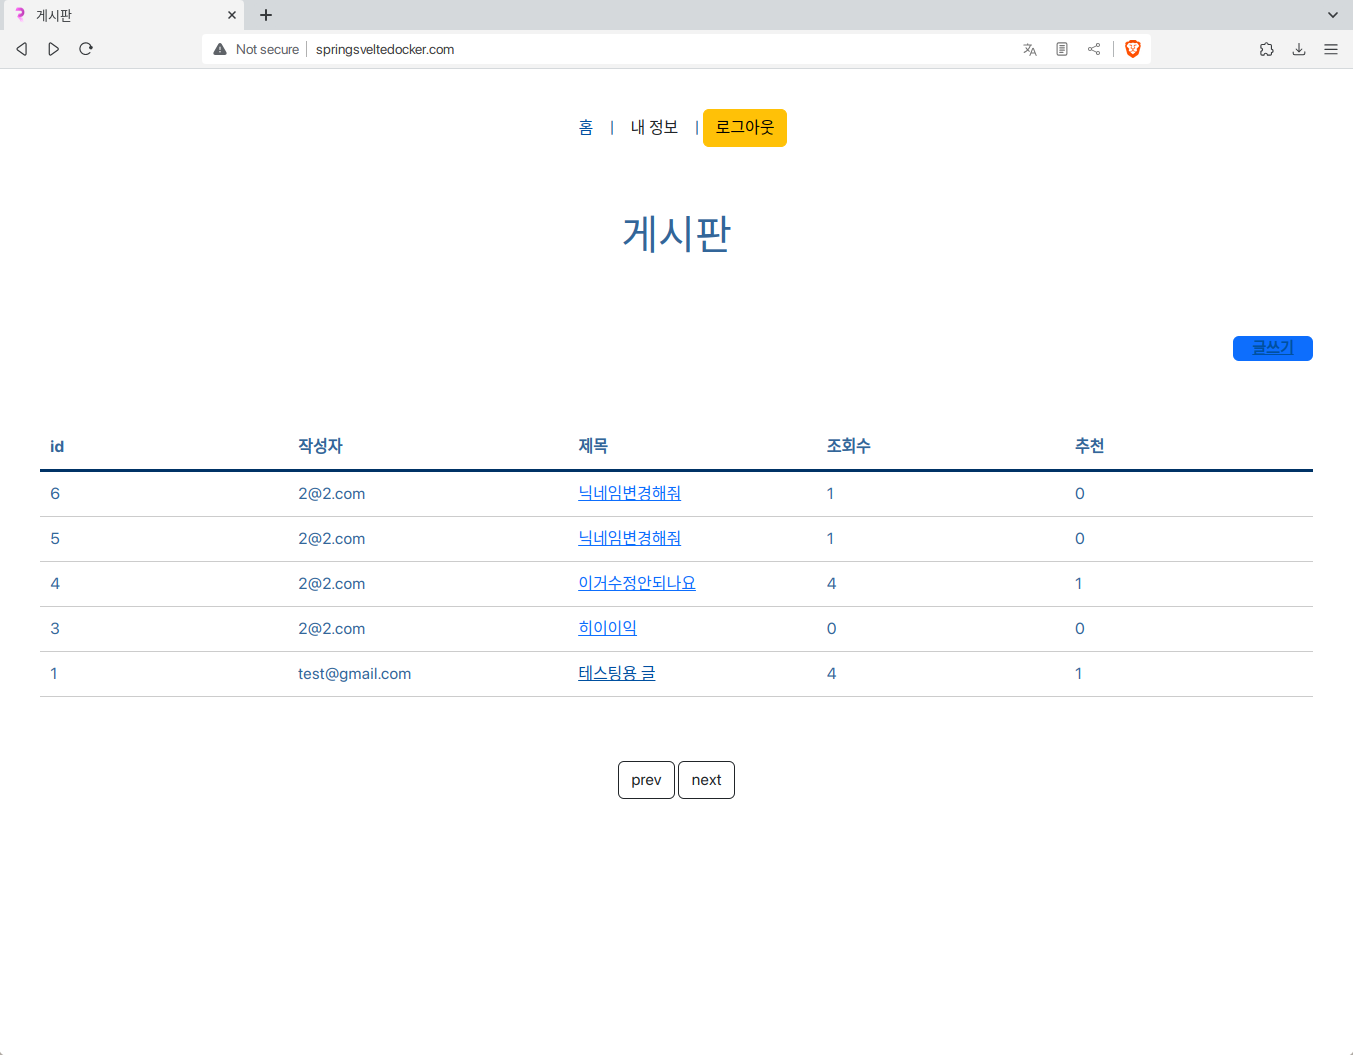 게시판
Not secure springsveltedocker.com
홈 | 내 정보 | 로그아웃
게시판
글쓰기
id 작성자 제목 조회수 추천
6 2@2.com 닉네임변경해줘 1 0
5 2@2.com 닉네임변경해줘 1 0
4 2@2.com 이거수정안되나요 4 1
3 2@2.com 히이이익 0 0
1 test@gmail.com 테스팅용 글 4 1
prev next